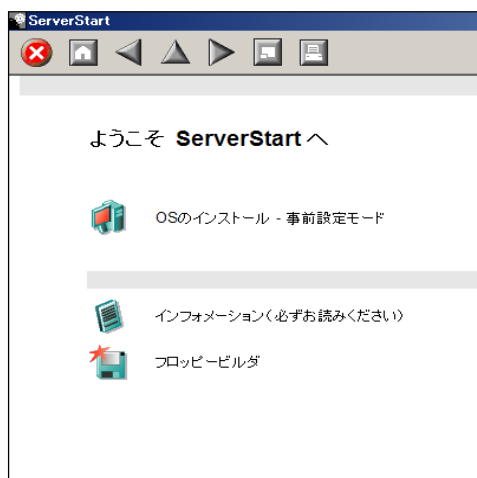 ServerStart
ようこそ ServerStart へ
OSのインストール - 事前設定モード
インフォメーション(必ずお読みください)
フロッピービルダ